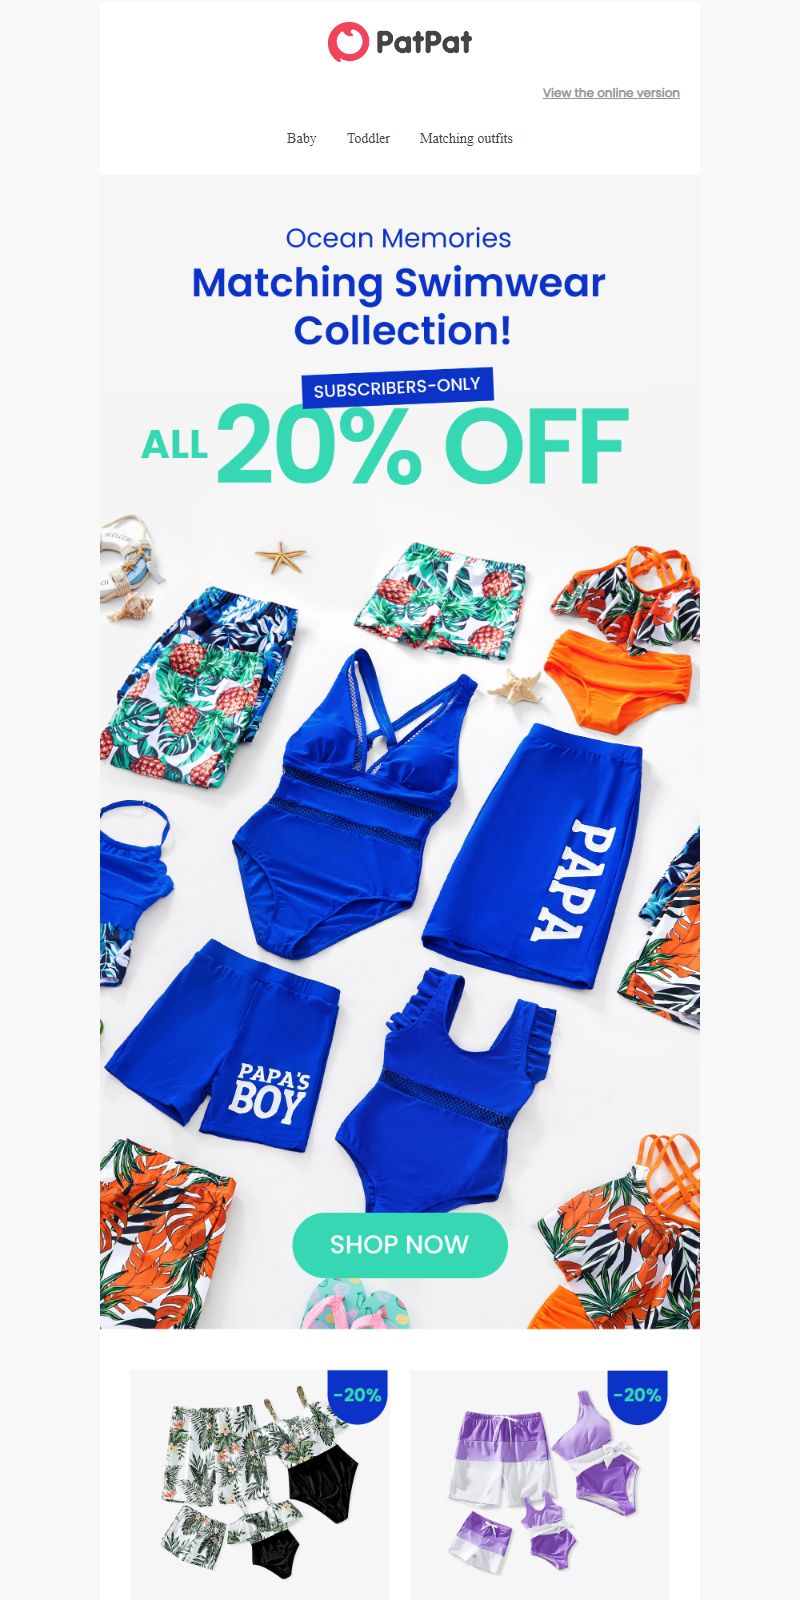 PatPat
View the online version
Baby Toddler Matching outfits
Ocean Memories
Matching Swimwear
Collection!
SUBSCRIBERS-ONLY
ALL 20% OFF
PAPA
PAPA'S
BOY
SHOP NOW
-20% -20%